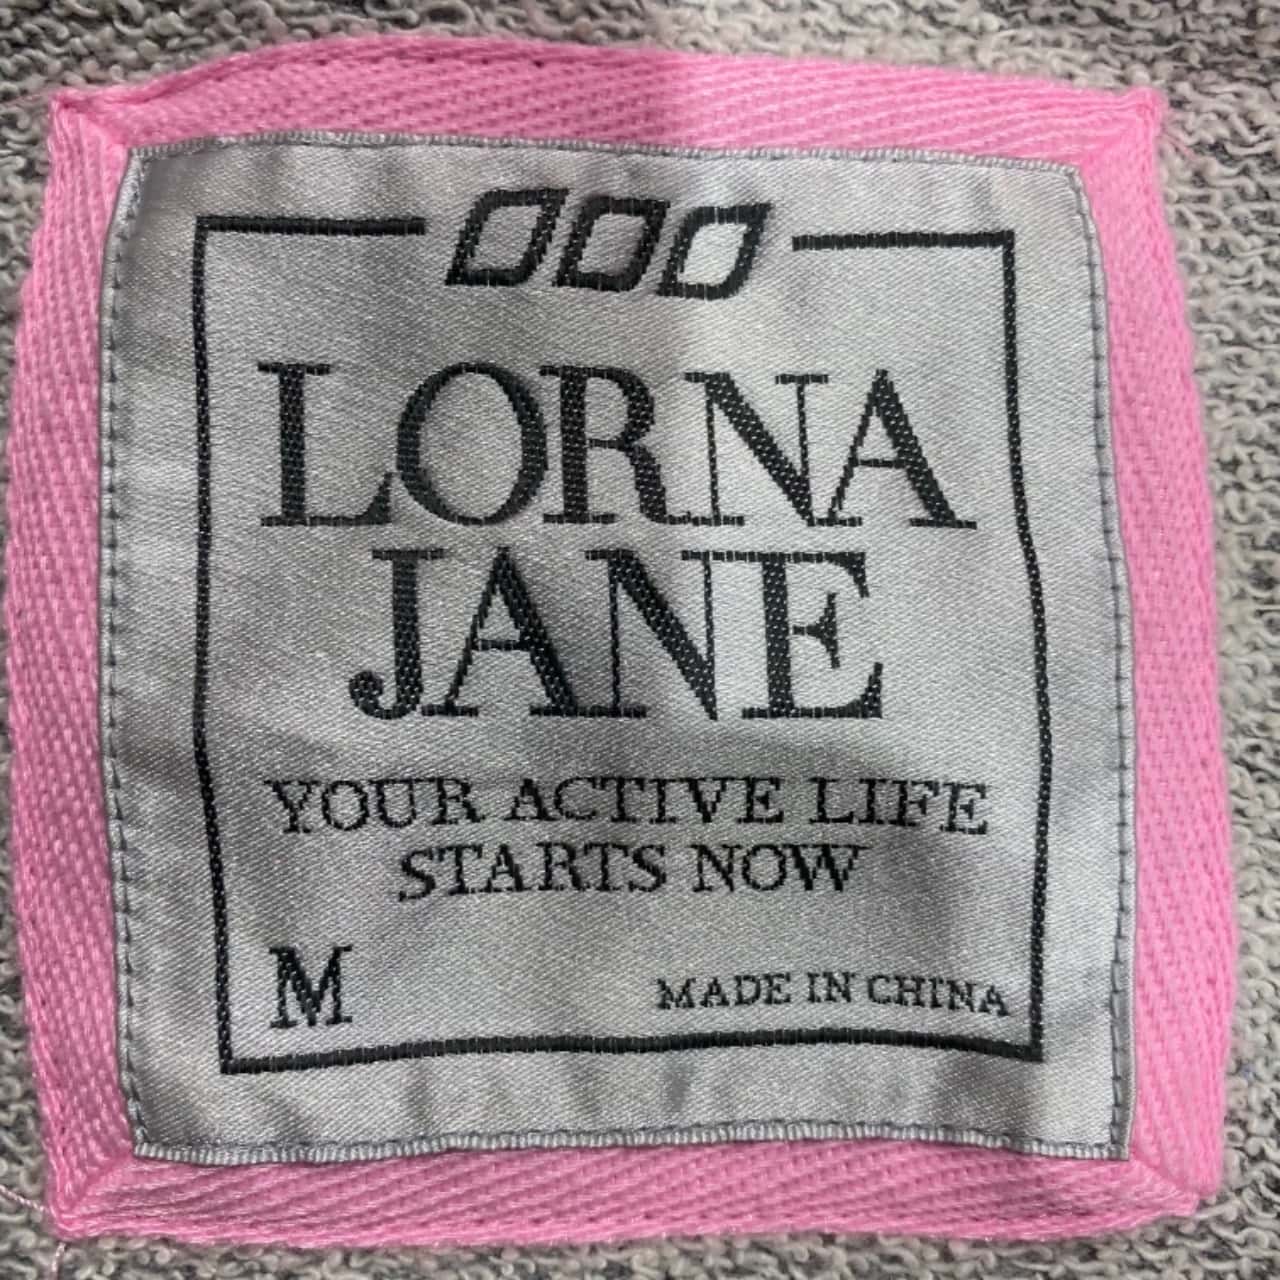 LORNA
JANE
YOUR ACTIVE LIFE
STARTS NOW
M
MADE IN CHINA